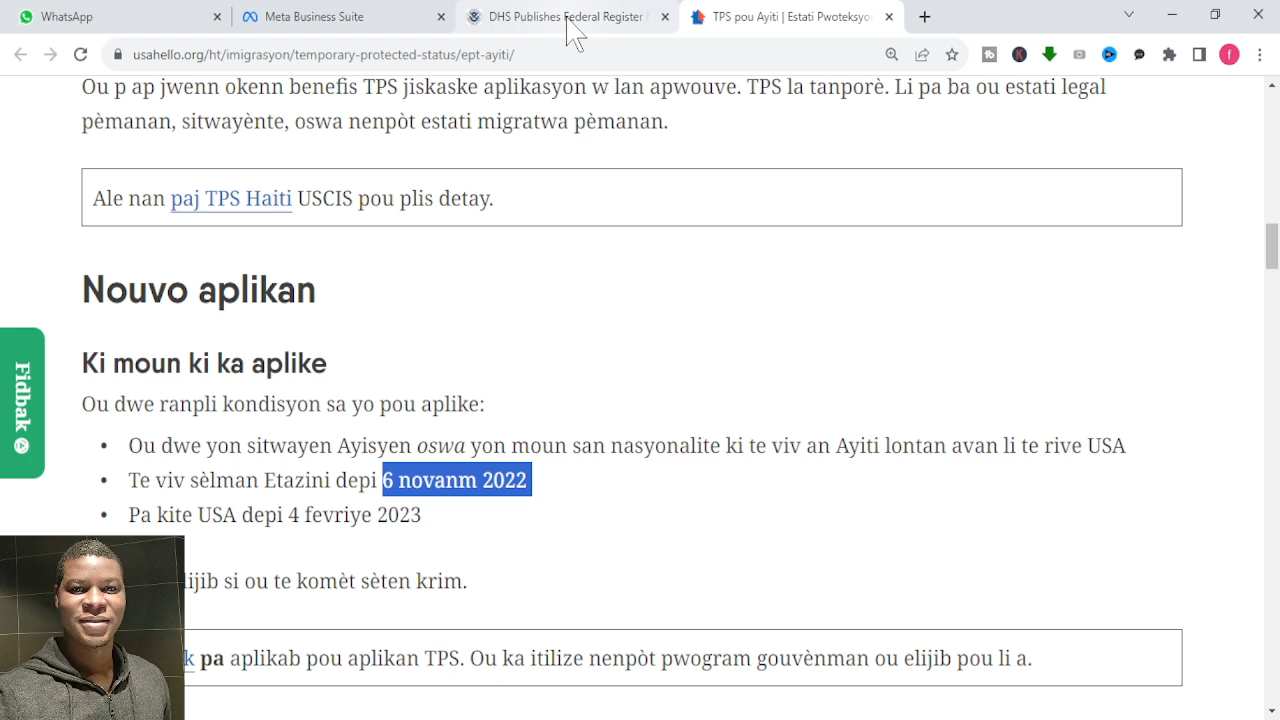 WhatsApp
Meta Business Suite
DHS Publishes Federal Register
TPS pou Ayiti | Estati Pwoteksyo
usahello.org/ht/imigrasyon/temporary-protected-status/ept-ayiti/
Ou p ap jwenn okenn benefis TPS jiskaske aplikasyon w lan apwouve. TPS la tanporè. Li pa ba ou estati legal
pèmanan, sitwayènte, oswa nenpòt estati migratwa pèmanan.
Ale nan paj TPS Haiti USCIS pou plis detay.
Nouvo aplikan
Ki moun ki ka aplike
Ou dwe ranpli kondisyon sa yo pou aplike:
• Ou dwe yon sitwayen Ayisyen oswa yon moun san nasyonalite ki te viv an Ayiti lontan avan li te rive USA
• Te viv sèlman Etazini depi 6 novanm 2022
• Pa kite USA depi 4 fevriye 2023
lijib si ou te komèt sèten krim.
k pa aplikab pou aplikan TPS. Ou ka itilize nenpòt pwogram gouvènman ou elijib pou li a.
Fidbak